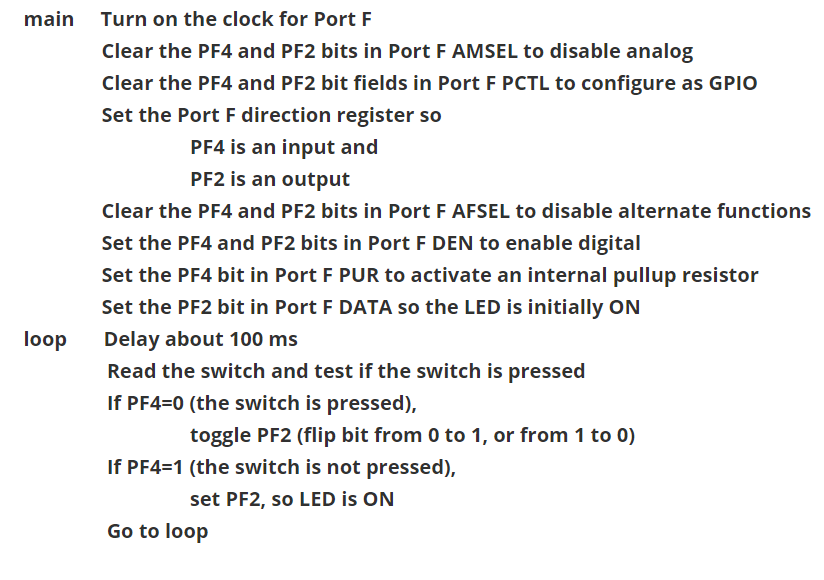 main Turn on the clock for Port F
Clear the PF4 and PF2 bits in Port F AMSEL to disable analog
Clear the PF4 and PF2 bit fields in Port F PCTL to configure as GPIO
Set the Port F direction register so
PF4 is an input and
PF2 is an output
Clear the PF4 and PF2 bits in Port F AFSEL to disable alternate functions
Set the PF4 and PF2 bits in Port F DEN to enable digital
Set the PF4 bit in Port F PUR to activate an internal pullup resistor
Set the PF2 bit in Port F DATA so the LED is initially ON
loop Delay about 100 ms
Read the switch and test if the switch is pressed
If PF4=0 (the switch is pressed),
toggle PF2 (flip bit from 0 to 1, or from 1 to 0)
If PF4=1 (the switch is not pressed),
set PF2, so LED is ON
Go to loop